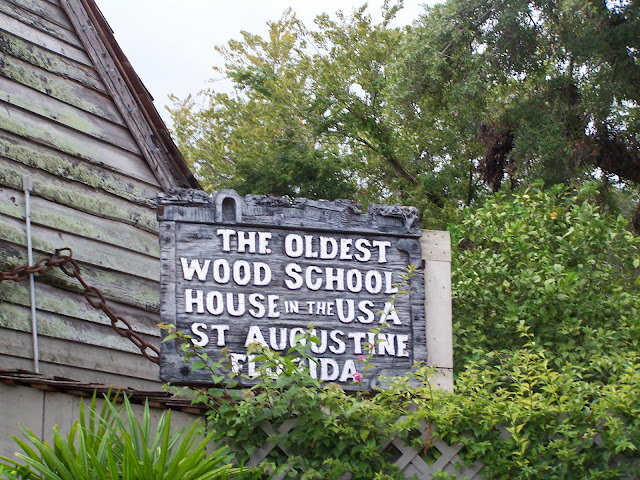 THE OLDEST
WOOD SCHOOL
HOUSE IN THE USA
ST AUGUSTINE
FLORIDA